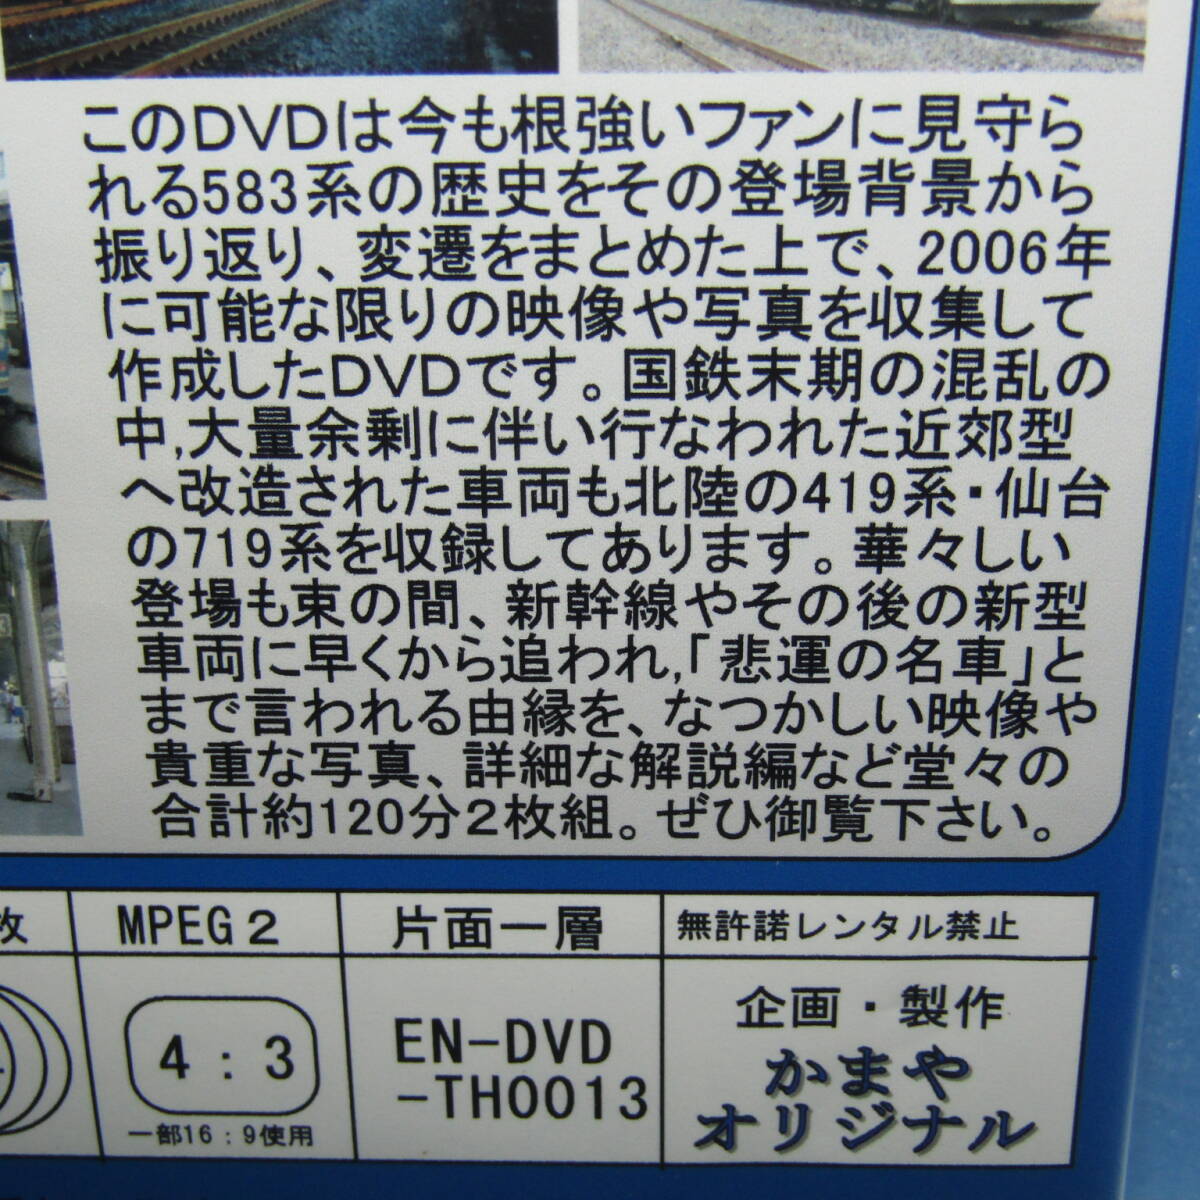 このDVDは今も根強いファンに見守ら
れる583系の歴史をその登場背景から
振り返り、変遷をまとめた上で、2006年
に可能な限りの映像や写真を収集して
作成したDVDです。国鉄末期の混乱の
中,大量余剰に伴い行なわれた近郊型
へ改造された車両も北陸の419系・仙台
の719系を収録してあります。華々しい
登場も束の間、新幹線やその後の新型
車両に早くから追われ,「悲運の名車」と
まで言われる由縁を、なつかしい映像や
貴重な写真、詳細な解説編など堂々の
合計約120分2枚組。ぜひ御覧下さい。
枚 MPEG2 片面一層 無許諾レンタル禁止
4:3
一部16:9使用
EN-DVD
-TH0013
企画・製作
かまや
オリジナル